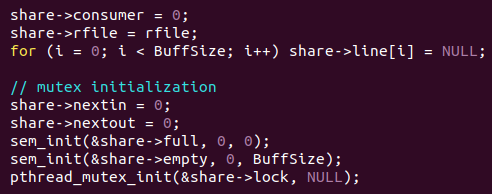 share->consumer = 0;
share->rfile = rfile;
for (i = 0; i < BuffSize; i++) share->line[i] = NULL;

// mutex initialization
share->nextin = 0;
share->nextout = 0;
sem_init(&share->full, 0, 0);
sem_init(&share->empty, 0, BuffSize);
pthread_mutex_init(&share->lock, NULL);